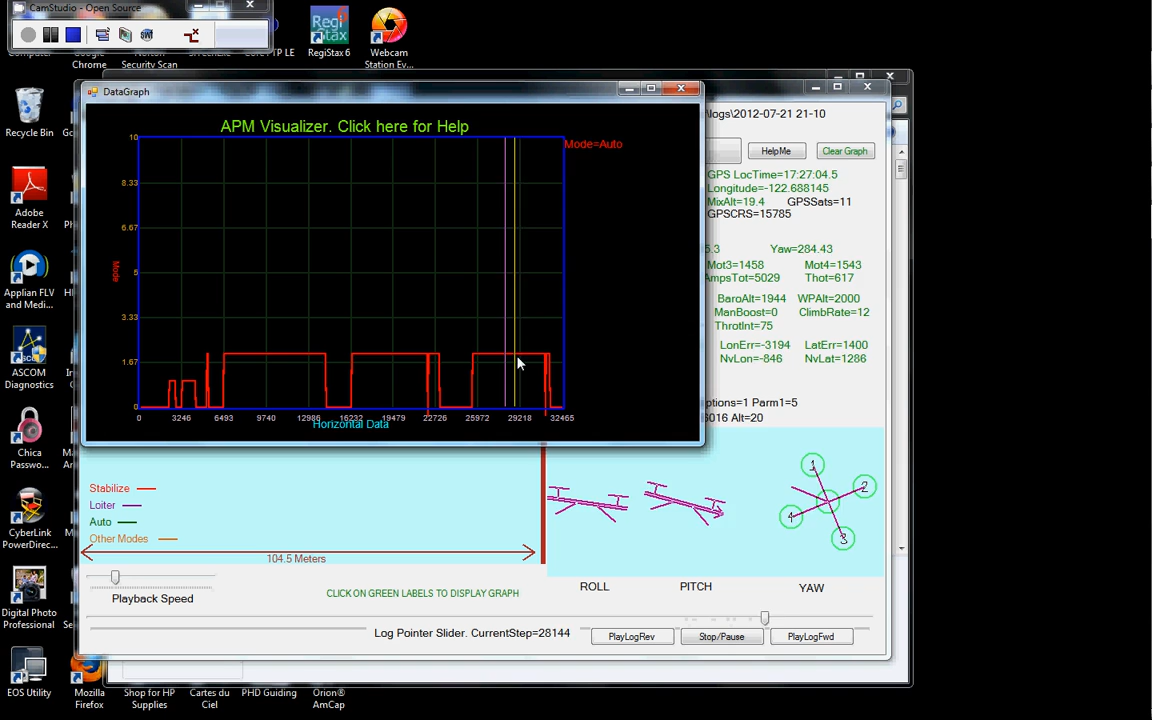 CamStudio - Open Source
Google
Chrome
Norton
Security Scan
RegiStax 6
Webcam
Station Ev...
Recycle Bin
Adobe
Reader X
Applian FLV
and Medi...
ASCOM
Diagnostics
Chica
Passwo...
CyberLink
PowerDirec...
Digital Photo
Professional
EOS Utility
Mozilla
Firefox
Shop for HP
Supplies
Cartes du
Ciel
PHD Guiding
Orion®
AmCap
DataGraph
APM Visualizer. Click here for Help
Mode=Auto
10
8.33
6.67
5
3.33
1.67
0
Mode
0 3246 6493 9740 12986 16232 19479 22726 25972 29218 32465
Horizontal Data
\logs\2012-07-21 21-10
HelpMe
Clear Graph
GPS LocTime=17:27:04.5
Longitude=-122.688145
MixAlt=19.4 GPSSats=11
GPSCRS=15785
5.3 Yaw=284.43
Mot3=1458 Mot4=1543
AmpsTot=5029 Thot=617
BaroAlt=1944 WPAlt=2000
ManBoost=0 ClimbRate=12
ThrotInt=75
LonErr=-3194 LatErr=1400
NvLon=-846 NvLat=1286
ptions=1 Parm1=5
6016 Alt=20
Stabilize
Loiter
Auto
Other Modes
104.5 Meters
1
2
4
3
ROLL
PITCH
YAW
Playback Speed
CLICK ON GREEN LABELS TO DISPLAY GRAPH
Log Pointer Slider. CurrentStep=28144
PlayLogRev
Stop/Pause
PlayLogFwd